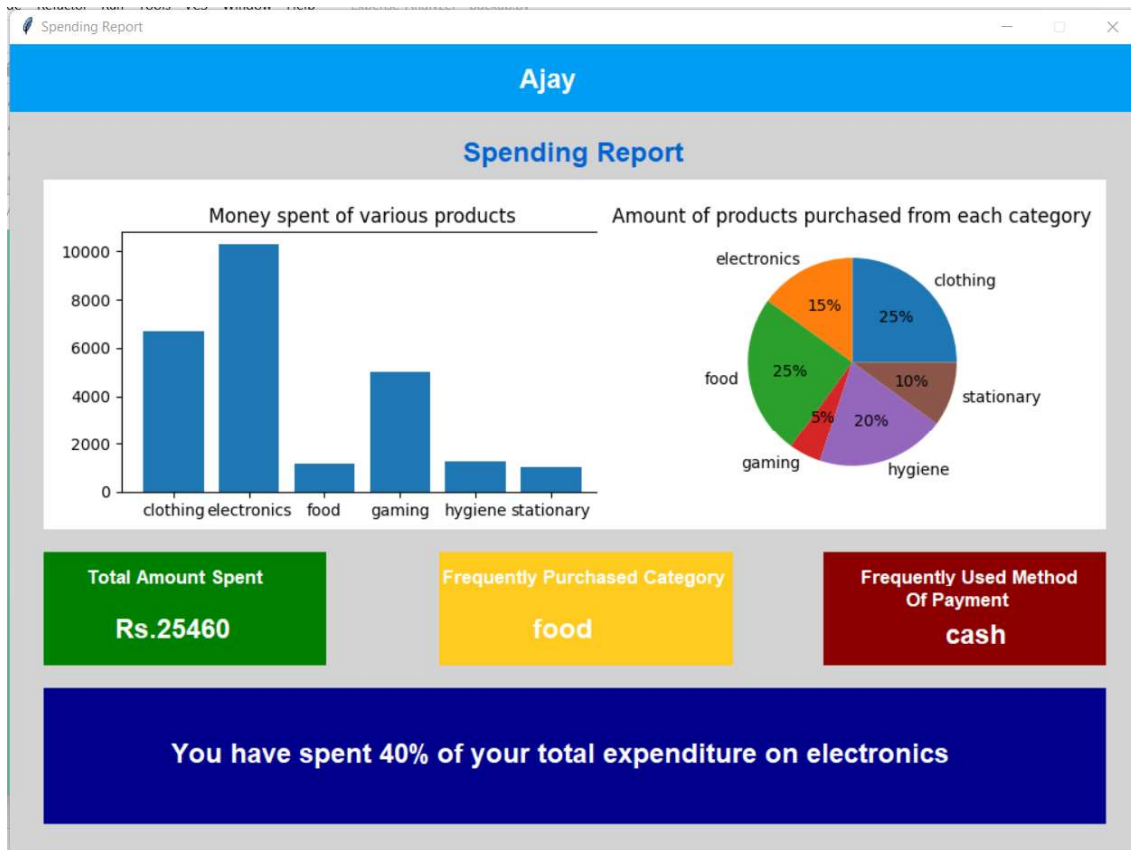 Spending Report
Ajay
Spending Report
Money spent of various products
10000
8000
6000
4000
2000
0
clothing electronics food gaming hygiene stationary
Amount of products purchased from each category
electronics
clothing
15%
25%
food
25%
10%
stationary
5%
20%
gaming
hygiene
Total Amount Spent
Rs.25460
Frequently Purchased Category
food
Frequently Used Method
Of Payment
cash
You have spent 40% of your total expenditure on electronics